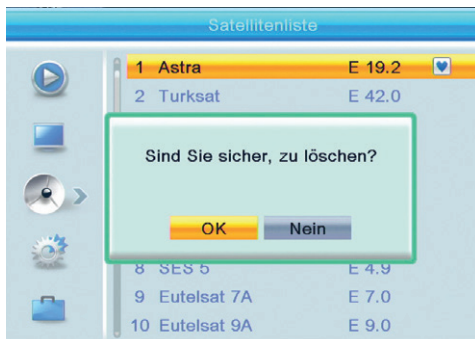 Satellitenliste
1 Astra E 19.2
2 Turksat E 42.0
Sind Sie sicher, zu löschen?
OK Nein
8 SES 5 E 4.9
9 Eutelsat 7A E 7.0
10 Eutelsat 9A E 9.0